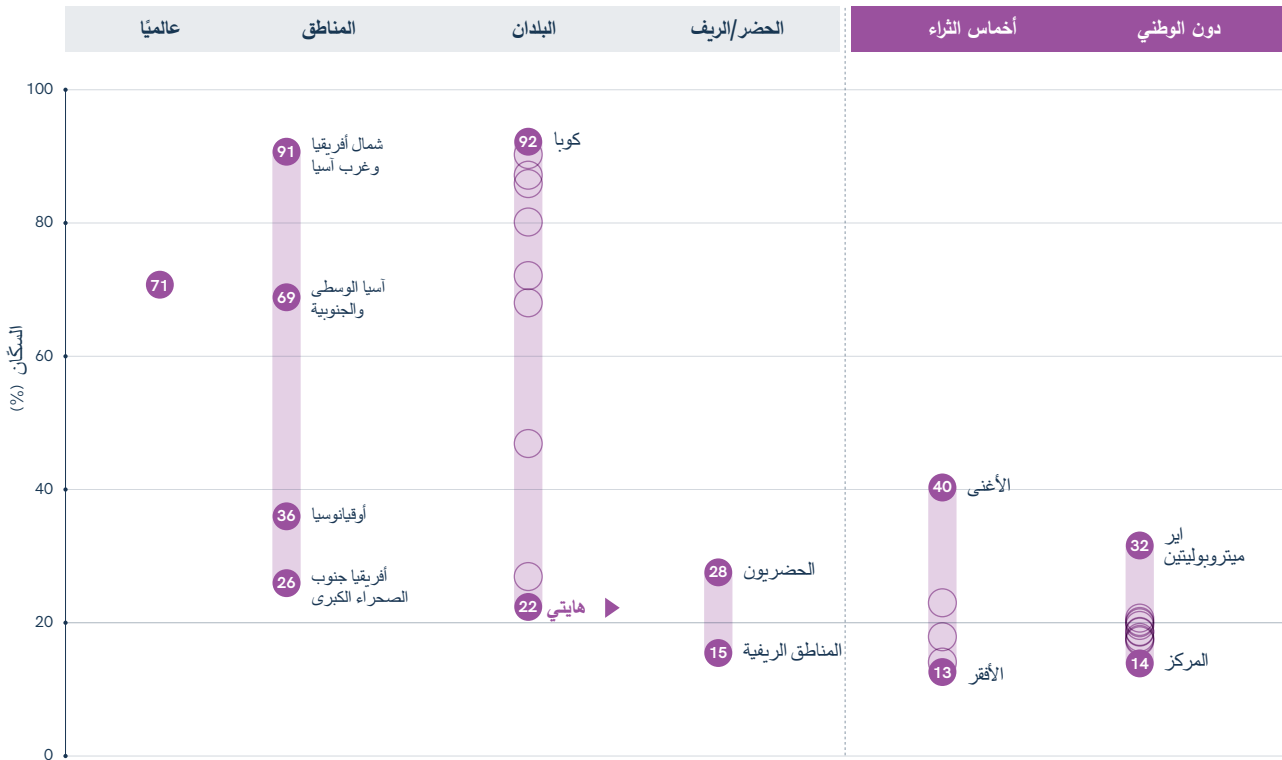 عالميًا
المناطق
البلدان
الحضر/الريف
أخماس الثراء
دون الوطني
السكّان (%)
100
80
60
40
20
0
71
91
شمال أفريقيا
وغرب آسيا
69
آسيا الوسطى
والجنوبية
36
أوقيانوسيا
26
أفريقيا جنوب
الصحراء الكبرى
92
كوبا
22
هايتي
28
الحضريون
15
المناطق الريفية
40
الأغنى
13
الأفقر
32
اير
ميتروبوليتين
14
المركز